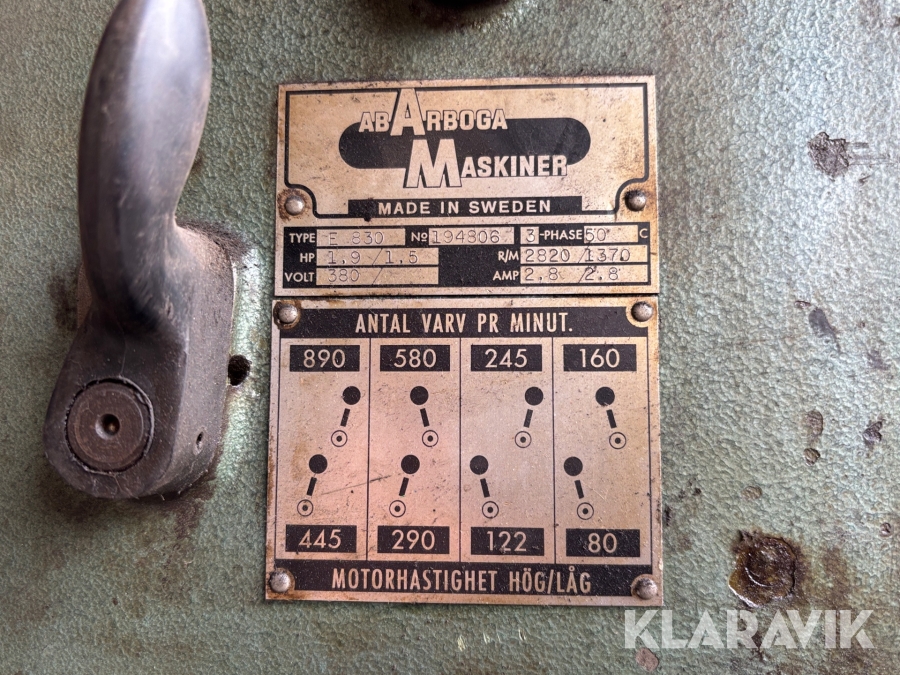 AB ARBOGA
MASKINER
MADE IN SWEDEN
TYPE E 830 No 194806 3-PHASE 50 C
HP 1,9 / 1,5 R/M 2820 / 1370
VOLT 380 / AMP 2.8 / 2.8
ANTAL VARV PR MINUT.
890 580 245 160
445 290 122 80
MOTORHASTIGHET HÖG/LÅG
KLARAVIK